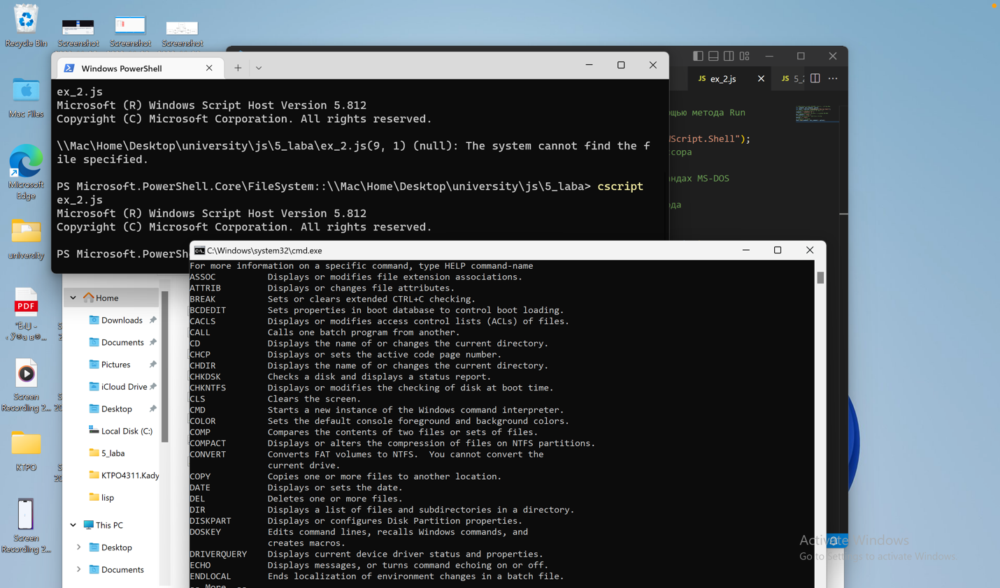 Recycle Bin
Screenshot
Screenshot
Screenshot
Mac Files
Microsoft
Edge
university
PDF
Screen
Recording 2...
КТРО
Screen
Recording 2...
Windows PowerShell
ex_2.js
Microsoft (R) Windows Script Host Version 5.812
Copyright (C) Microsoft Corporation. All rights reserved.
\\Mac\Home\Desktop\university\js\5_laba\ex_2.js(9, 1) (null): The system cannot find the f
ile specified.
PS Microsoft.PowerShell.Core\FileSystem::\\Mac\Home\Desktop\university\js\5_laba> cscript
ex_2.js
Microsoft (R) Windows Script Host Version 5.812
Copyright (C) Microsoft Corporation. All rights reserved.
PS Microsoft.PowerSh
JS ex_2.js
JS 5_
метода Run
Script.Shell");
MS-DOS
C:\Windows\system32\cmd.exe
For more information on a specific command, type HELP command-name
ASSOC Displays or modifies file extension associations.
ATTRIB Displays or changes file attributes.
BREAK Sets or clears extended CTRL+C checking.
BCDEDIT Sets properties in boot database to control boot loading.
CACLS Displays or modifies access control lists (ACLs) of files.
CALL Calls one batch program from another.
CD Displays the name of or changes the current directory.
CHCP Displays or sets the active code page number.
CHDIR Displays the name of or changes the current directory.
CHKDSK Checks a disk and displays a status report.
CHKNTFS Displays or modifies the checking of disk at boot time.
CLS Clears the screen.
CMD Starts a new instance of the Windows command interpreter.
COLOR Sets the default console foreground and background colors.
COMP Compares the contents of two files or sets of files.
COMPACT Displays or alters the compression of files on NTFS partitions.
CONVERT Converts FAT volumes to NTFS. You cannot convert the
current drive.
COPY Copies one or more files to another location.
DATE Displays or sets the date.
DEL Deletes one or more files.
DIR Displays a list of files and subdirectories in a directory.
DISKPART Displays or configures Disk Partition properties.
DOSKEY Edits command lines, recalls Windows commands, and
creates macros.
DRIVERQUERY Displays current device driver status and properties.
ECHO Displays messages, or turns command echoing on or off.
ENDLOCAL Ends localization of environment changes in a batch file.
-- More --
Home
Downloads
Documents
Pictures
iCloud Drive
Desktop
Local Disk (C:)
5_laba
KTPO4311.Kady
lisp
This PC
Desktop
Documents
Activate Windows
Go to Settings to activate Windows.